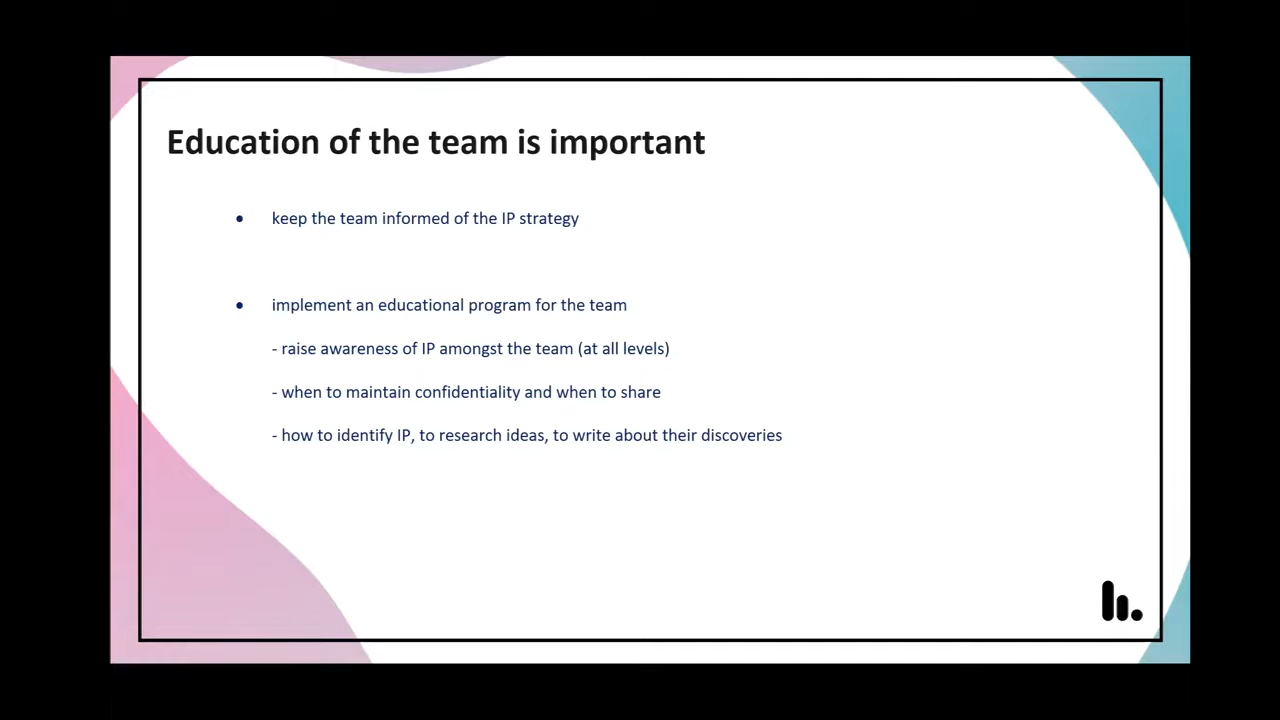 Education of the team is important
• keep the team informed of the IP strategy
• implement an educational program for the team
- raise awareness of IP amongst the team (at all levels)
- when to maintain confidentiality and when to share
- how to identify IP, to research ideas, to write about their discoveries